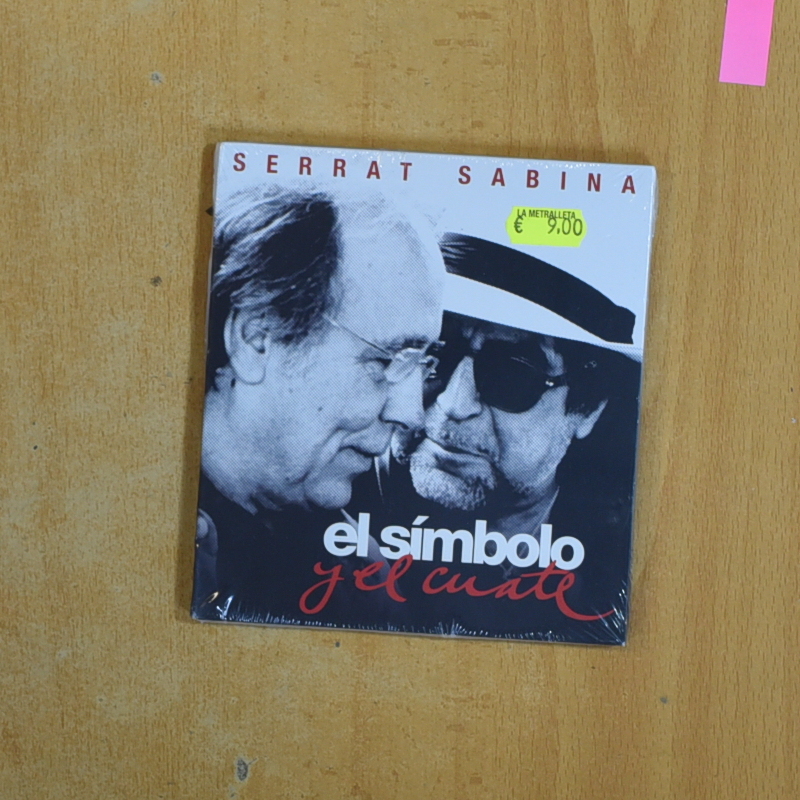 SERRAT SABINA
LA METRALLETA
€ 9,00
el símbolo
y el cuate